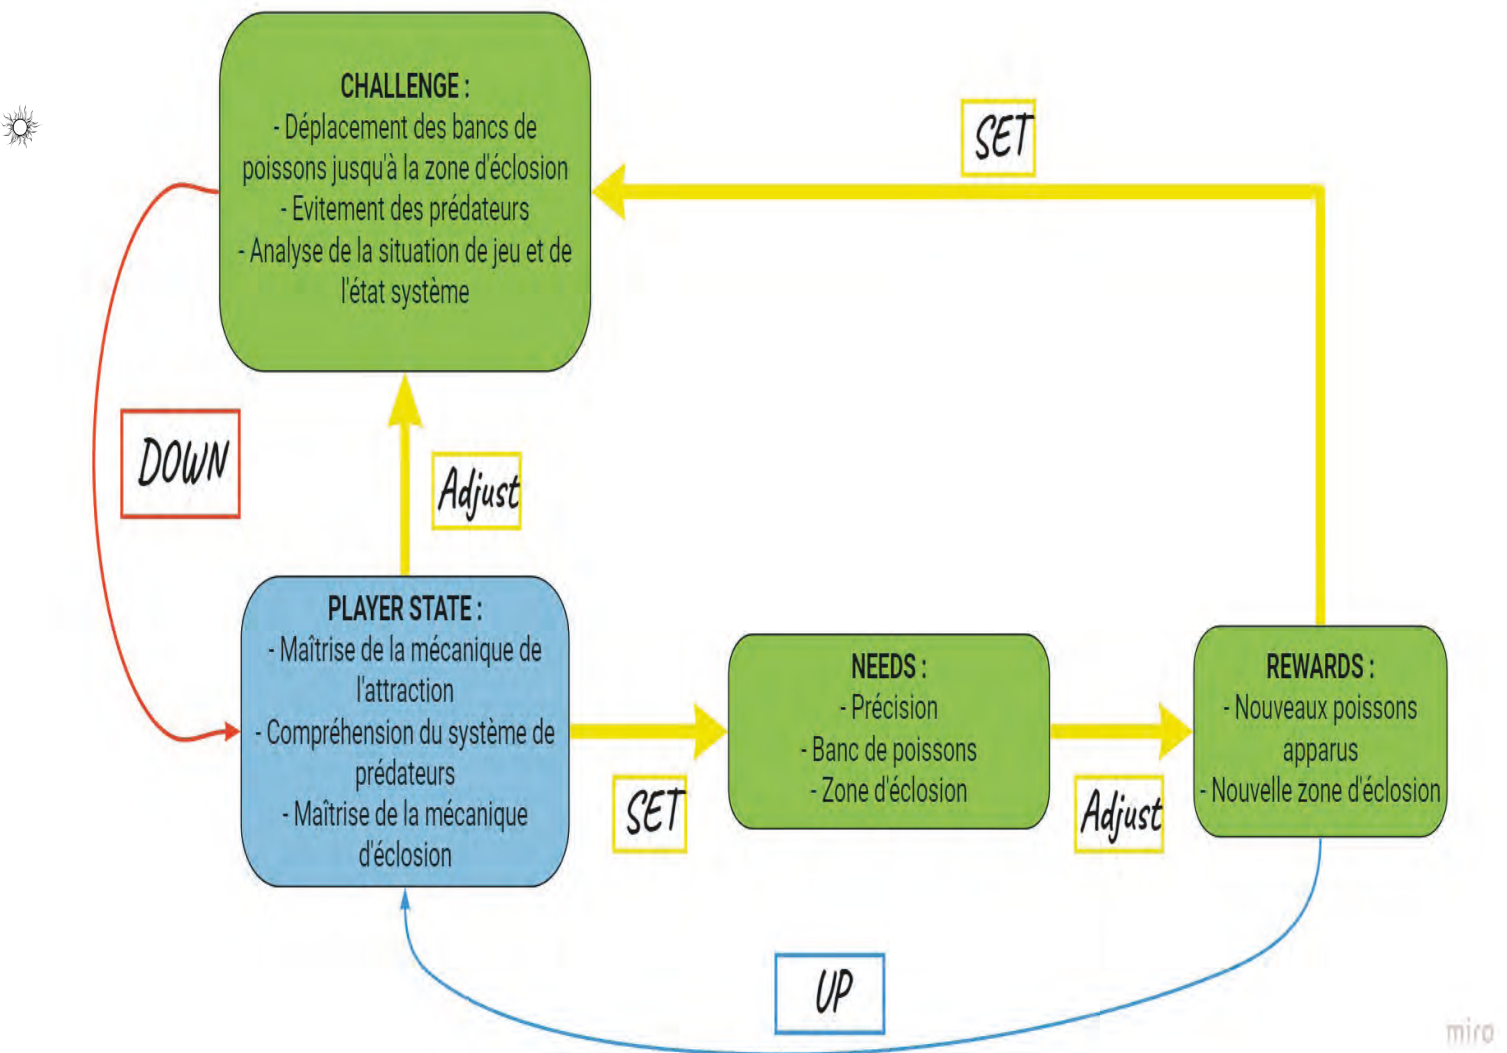 CHALLENGE :
- Déplacement des bancs de
poissons jusqu'à la zone d'éclosion
- Evitement des prédateurs
- Analyse de la situation de jeu et de
l'état système
SET
DOWN
Adjust
PLAYER STATE :
- Maîtrise de la mécanique de
l'attraction
- Compréhension du système de
prédateurs
- Maîtrise de la mécanique
d'éclosion
SET
NEEDS :
- Précision
- Banc de poissons
- Zone d'éclosion
Adjust
REWARDS :
- Nouveaux poissons
apparus
- Nouvelle zone d'éclosion
UP
miro